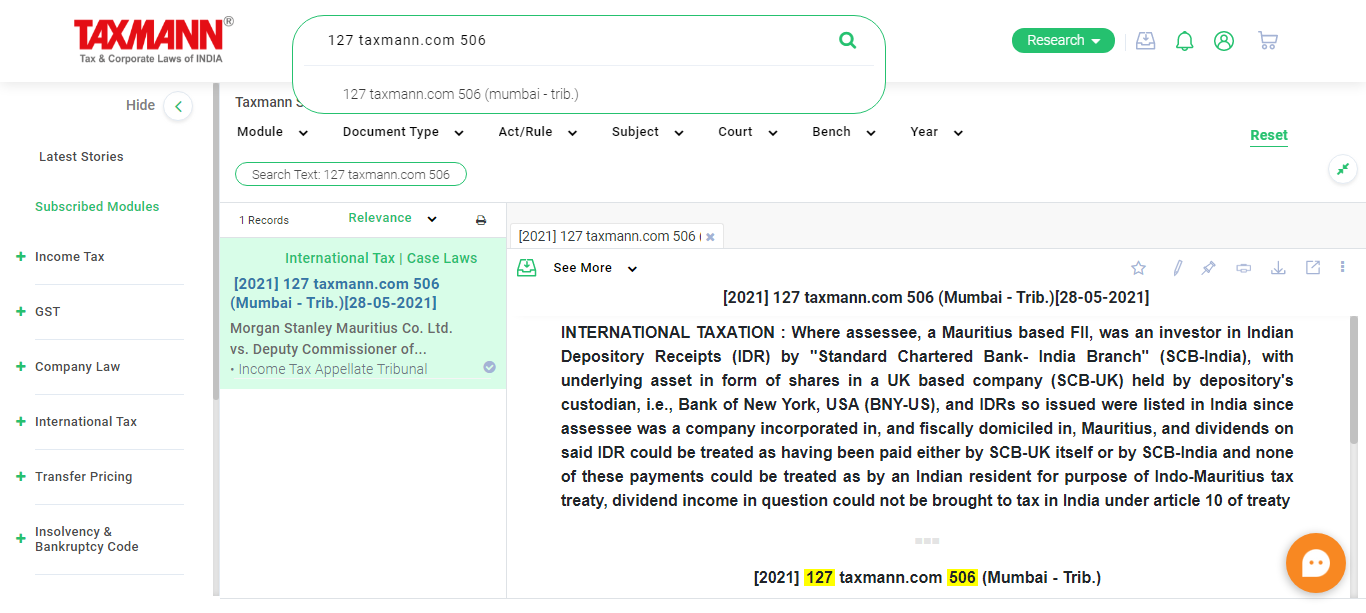 TAXMANN®
Tax & Corporate Laws of INDIA
127 taxmann.com 506
127 taxmann.com 506 (mumbai - trib.)
Research
Hide
Latest Stories
Subscribed Modules
+ Income Tax
+ GST
+ Company Law
+ International Tax
+ Transfer Pricing
+ Insolvency &
Bankruptcy Code
Taxmann S
Module
Document Type
Act/Rule
Subject
Court
Bench
Year
Reset
Search Text: 127 taxmann.com 506
1 Records
Relevance
International Tax | Case Laws
[2021] 127 taxmann.com 506
(Mumbai - Trib.)[28-05-2021]
Morgan Stanley Mauritius Co. Ltd.
vs. Deputy Commissioner of...
• Income Tax Appellate Tribunal
[2021] 127 taxmann.com 506 (
See More
[2021] 127 taxmann.com 506 (Mumbai - Trib.)[28-05-2021]
INTERNATIONAL TAXATION : Where assessee, a Mauritius based FII, was an investor in Indian
Depository Receipts (IDR) by "Standard Chartered Bank- India Branch" (SCB-India), with
underlying asset in form of shares in a UK based company (SCB-UK) held by depository's
custodian, i.e., Bank of New York, USA (BNY-US), and IDRs so issued were listed in India since
assessee was a company incorporated in, and fiscally domiciled in, Mauritius, and dividends on
said IDR could be treated as having been paid either by SCB-UK itself or by SCB-India and none
of these payments could be treated as by an Indian resident for purpose of Indo-Mauritius tax
treaty, dividend income in question could not be brought to tax in India under article 10 of treaty
[2021] 127 taxmann.com 506 (Mumbai - Trib.)